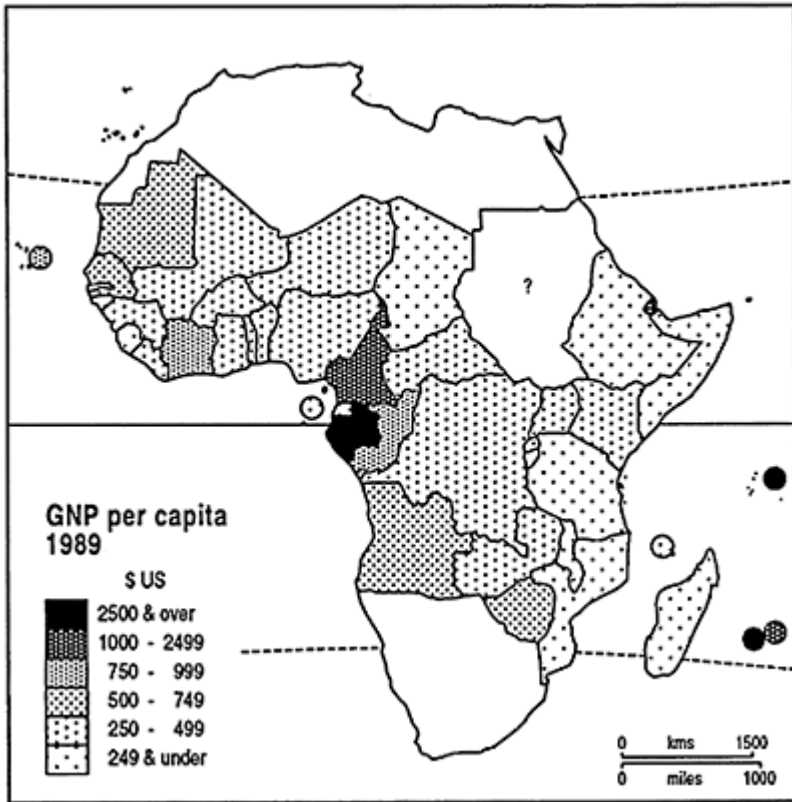 ?
GNP per capita
1989
$ US
2500 & over
1000 - 2499
750 - 999
500 - 749
250 - 499
249 & under
0 kms 1500
0 miles 1000